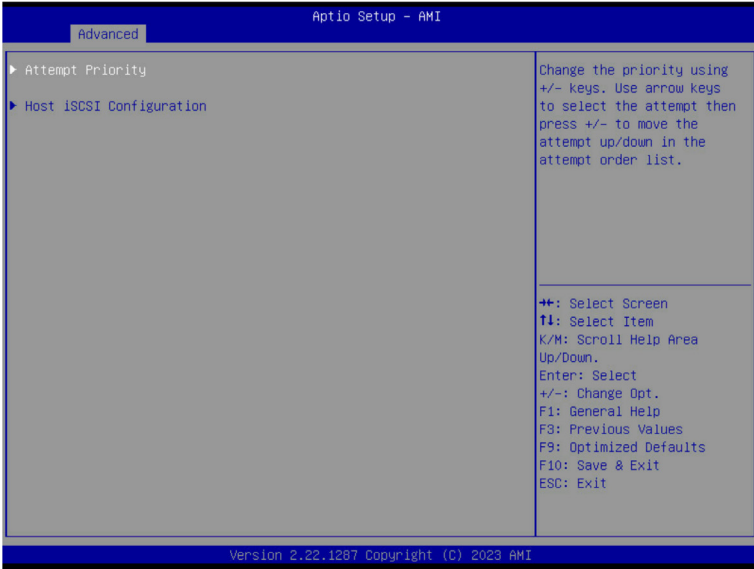 Aptio Setup – AMI
Advanced
▶ Attempt Priority
▶ Host iSCSI Configuration
Change the priority using
+/- keys. Use arrow keys
to select the attempt then
press +/- to move the
attempt up/down in the
attempt order list.
→←: Select Screen
↑↓: Select Item
K/M: Scroll Help Area
Up/Down.
Enter: Select
+/-: Change Opt.
F1: General Help
F3: Previous Values
F9: Optimized Defaults
F10: Save & Exit
ESC: Exit
Version 2.22.1287 Copyright (C) 2023 AMI